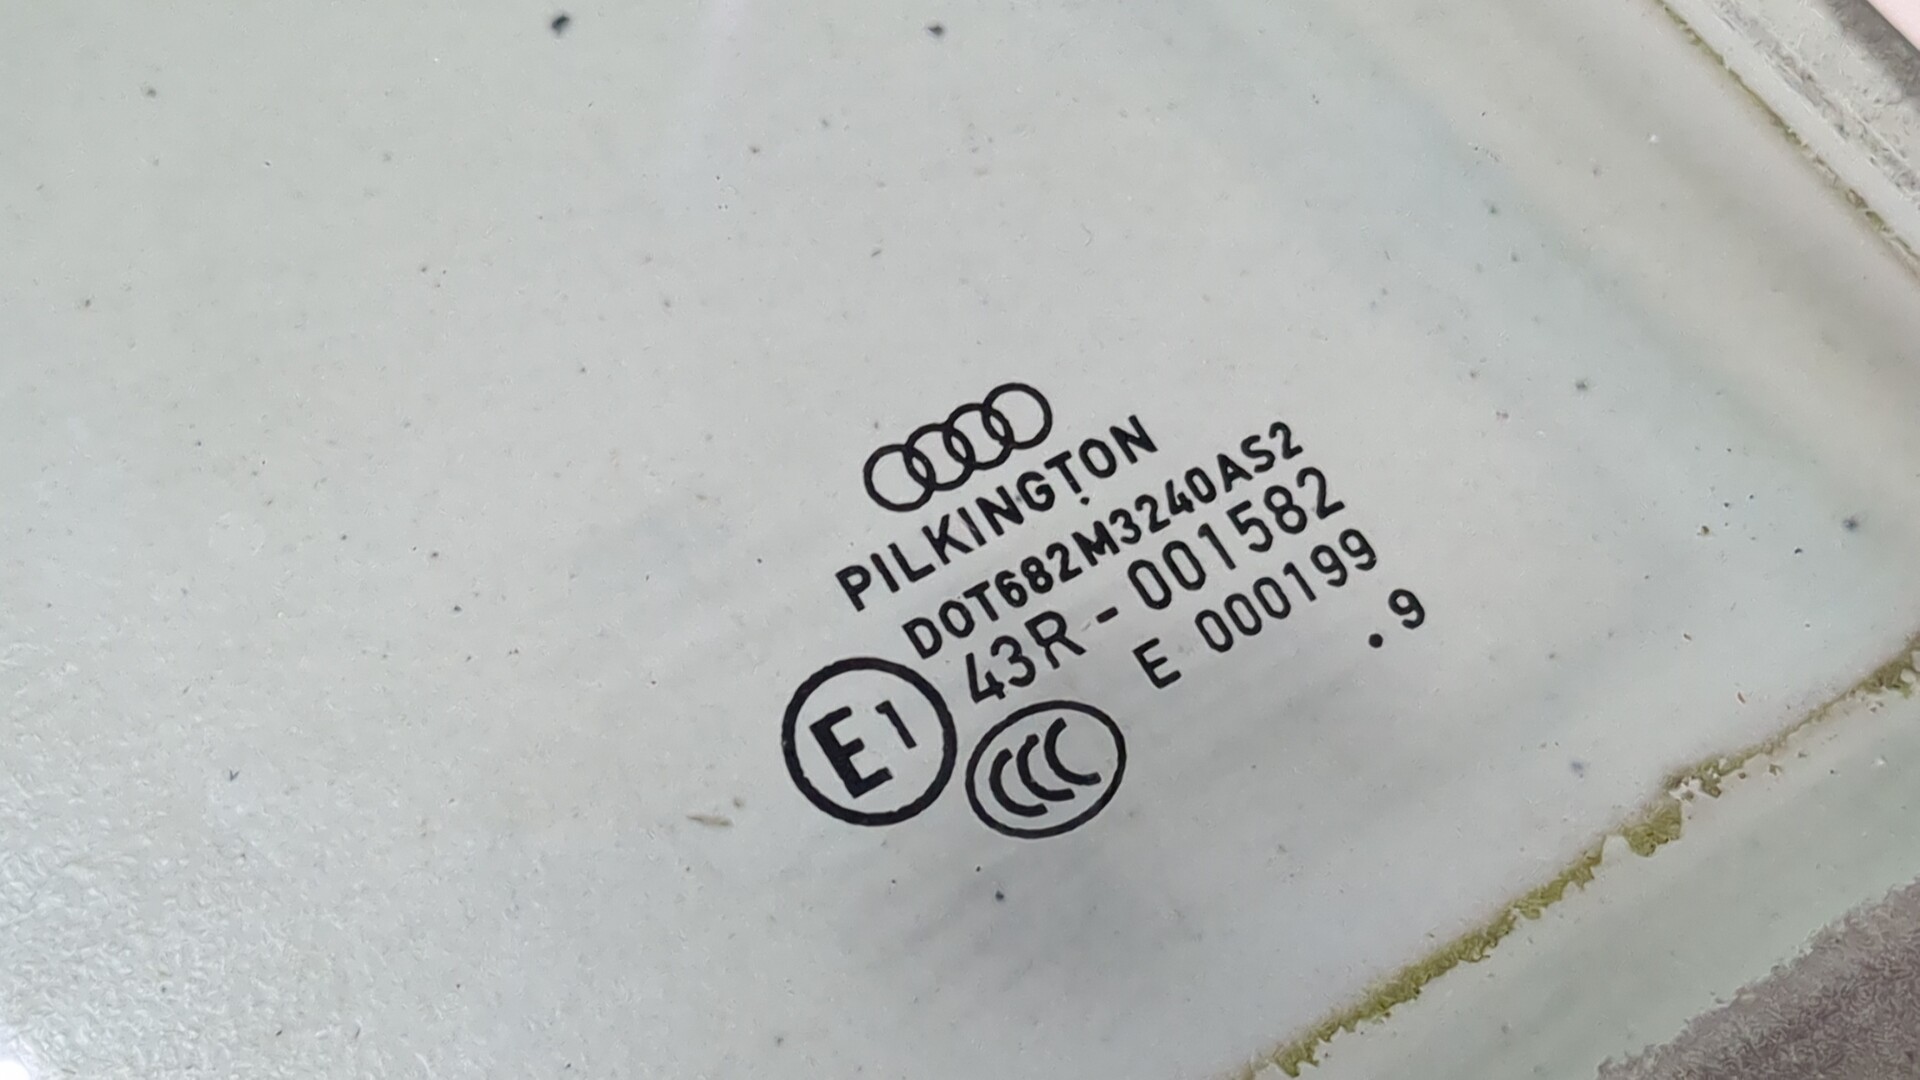 PILKINGTON
DOT682M3240AS2
43R-001582
E 000199
.9
E1
CCC